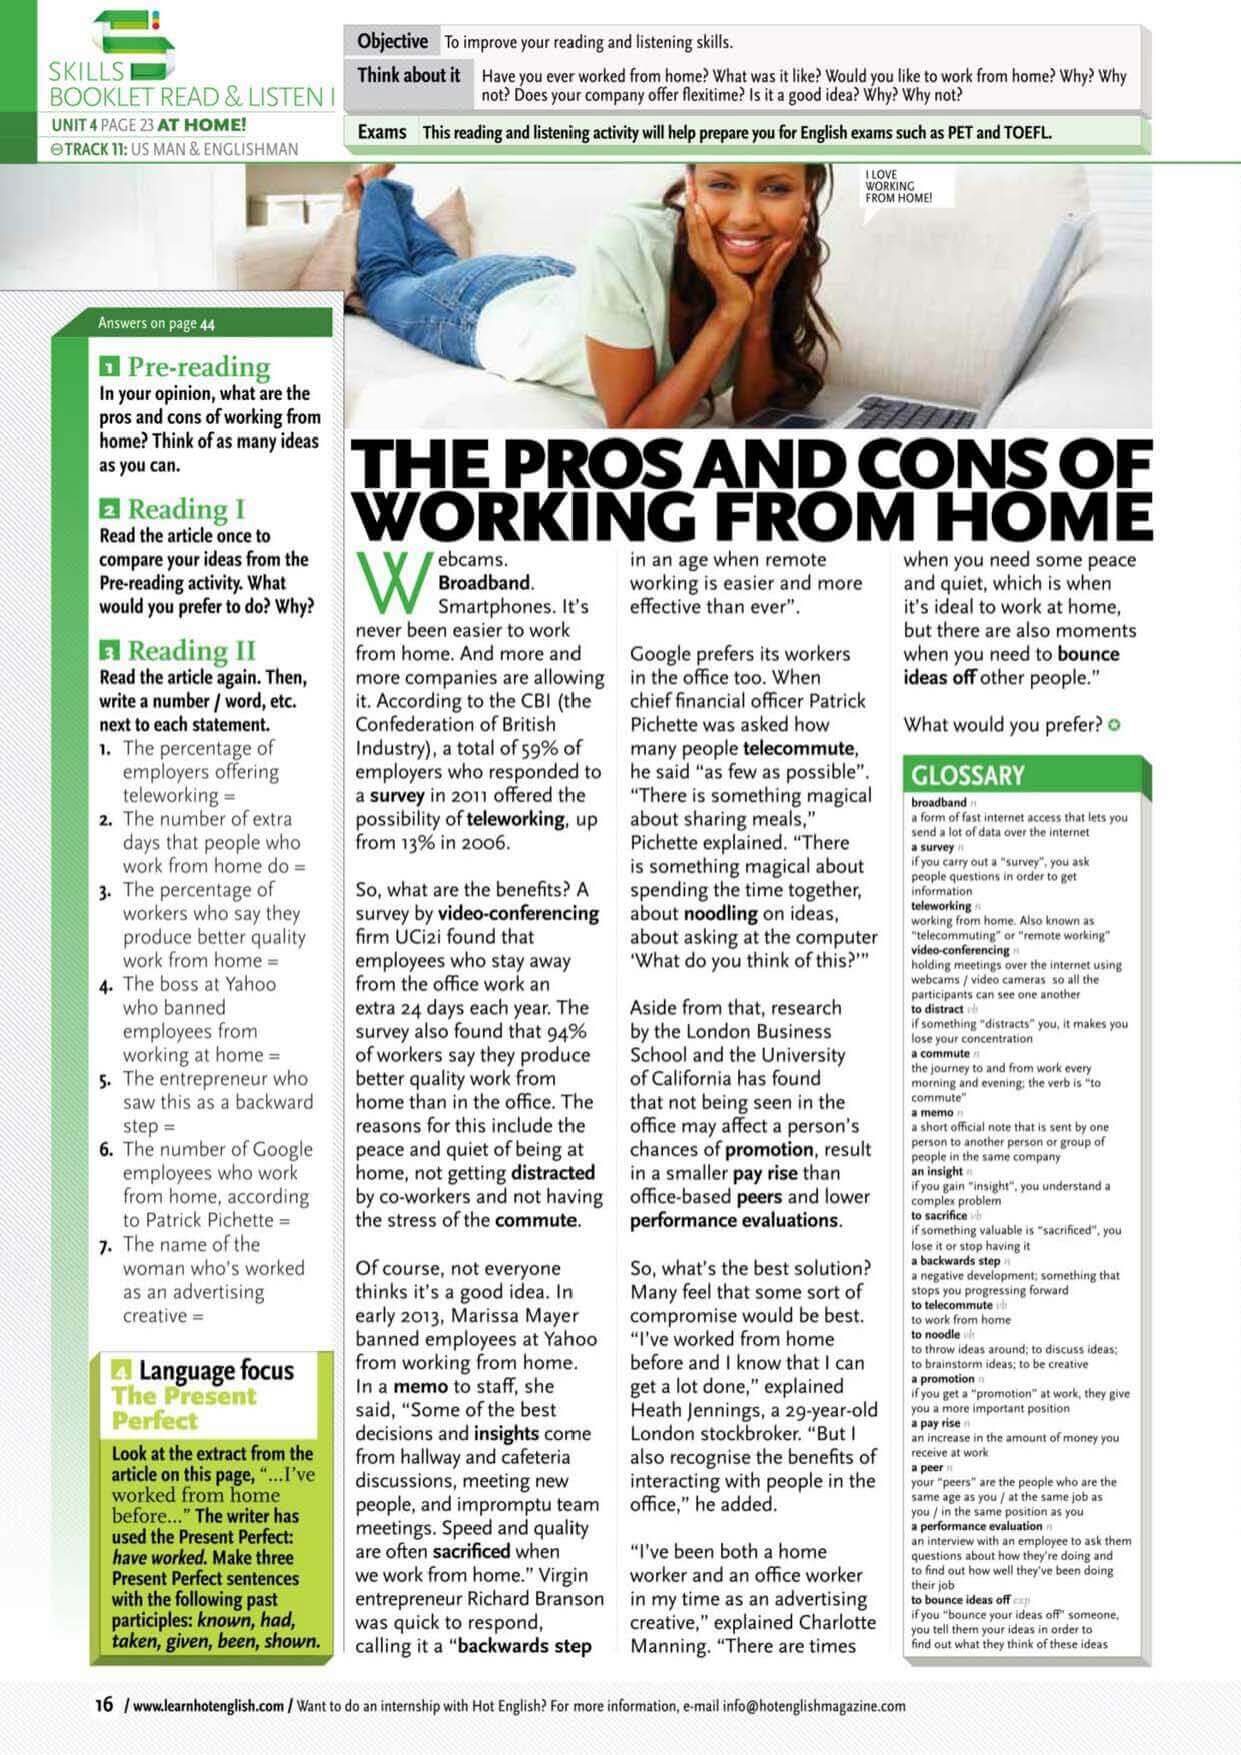 SKILLS
BOOKLET READ & LISTEN I
UNIT 4 PAGE 23 AT HOME!
TRACK 11: US MAN & ENGLISHMAN
Objective To improve your reading and listening skills.
Think about it Have you ever worked from home? What was it like? Would you like to work from home? Why? Why
not? Does your company offer flexitime? Is it a good idea? Why? Why not?
Exams This reading and listening activity will help prepare you for English exams such as PET and TOEFL.
I LOVE
WORKING
FROM HOME!
Answers on page 44
1 Pre-reading
In your opinion, what are the
pros and cons of working from
home? Think of as many ideas
as you can.
2 Reading I
Read the article once to
compare your ideas from the
Pre-reading activity. What
would you prefer to do? Why?
3 Reading II
Read the article again. Then,
write a number / word, etc.
next to each statement.
1. The percentage of
employers offering
teleworking =
2. The number of extra
days that people who
work from home do =
3. The percentage of
workers who say they
produce better quality
work from home =
4. The boss at Yahoo
who banned
employees from
working at home =
5. The entrepreneur who
saw this as a backward
step =
6. The number of Google
employees who work
from home, according
to Patrick Pichette =
7. The name of the
woman who's worked
as an advertising
creative =
4 Language focus
The Present
Perfect
Look at the extract from the
article on this page, "...I've
worked from home
before..." The writer has
used the Present Perfect:
have worked. Make three
Present Perfect sentences
with the following past
participles: known, had,
taken, given, been, shown.
THE PROS AND CONS OF
WORKING FROM HOME
Webcams.
Broadband.
Smartphones. It's
never been easier to work
from home. And more and
more companies are allowing
it. According to the CBI (the
Confederation of British
Industry), a total of 59% of
employers who responded to
a survey in 2011 offered the
possibility of teleworking, up
from 13% in 2006.
So, what are the benefits? A
survey by video-conferencing
firm UCi2i found that
employees who stay away
from the office work an
extra 24 days each year. The
survey also found that 94%
of workers say they produce
better quality work from
home than in the office. The
reasons for this include the
peace and quiet of being at
home, not getting distracted
by co-workers and not having
the stress of the commute.
Of course, not everyone
thinks it's a good idea. In
early 2013, Marissa Mayer
banned employees at Yahoo
from working from home.
In a memo to staff, she
said, "Some of the best
decisions and insights come
from hallway and cafeteria
discussions, meeting new
people, and impromptu team
meetings. Speed and quality
are often sacrificed when
we work from home." Virgin
entrepreneur Richard Branson
was quick to respond,
calling it a "backwards step
in an age when remote
working is easier and more
effective than ever".
Google prefers its workers
in the office too. When
chief financial officer Patrick
Pichette was asked how
many people telecommute,
he said "as few as possible".
"There is something magical
about sharing meals,"
Pichette explained. "There
is something magical about
spending the time together,
about noodling on ideas,
about asking at the computer
'What do you think of this?'"
Aside from that, research
by the London Business
School and the University
of California has found
that not being seen in the
office may affect a person's
chances of promotion, result
in a smaller pay rise than
office-based peers and lower
performance evaluations.
So, what's the best solution?
Many feel that some sort of
compromise would be best.
"I've worked from home
before and I know that I can
get a lot done," explained
Heath Jennings, a 29-year-old
London stockbroker. "But I
also recognise the benefits of
interacting with people in the
office," he added.
"I've been both a home
worker and an office worker
in my time as an advertising
creative," explained Charlotte
Manning. "There are times
when you need some peace
and quiet, which is when
it's ideal to work at home,
but there are also moments
when you need to bounce
ideas off other people."
What would you prefer?
GLOSSARY
broadband n
a form of fast internet access that lets you
send a lot of data over the internet
a survey n
if you carry out a "survey", you ask
people questions in order to get
information
teleworking n
working from home. Also known as
"telecommuting" or "remote working"
video-conferencing n
holding meetings over the internet using
webcams / video cameras so all the
participants can see one another
to distract vb
if something "distracts" you, it makes you
lose your concentration
a commute n
the journey to and from work every
morning and evening; the verb is "to
commute"
a memo n
a short official note that is sent by one
person to another person or group of
people in the same company
an insight n
if you gain "insight", you understand a
complex problem
to sacrifice vb
if something valuable is "sacrificed", you
lose it or stop having it
a backwards step n
a negative development; something that
stops you progressing forward
to telecommute vb
to work from home
to noodle vb
to throw ideas around; to discuss ideas;
to brainstorm ideas; to be creative
a promotion n
if you get a "promotion" at work, they give
you a more important position
a pay rise n
an increase in the amount of money you
receive at work
a peer n
your "peers" are the people who are the
same age as you / at the same job as
you / in the same position as you
a performance evaluation n
an interview with an employee to ask them
questions about how they're doing and
to find out how well they've been doing
their job
to bounce ideas off exp
if you "bounce your ideas off" someone,
you tell them your ideas in order to
find out what they think of these ideas
16 / www.learnhotenglish.com / Want to do an internship with Hot English? For more information, e-mail info@hotenglishmagazine.com